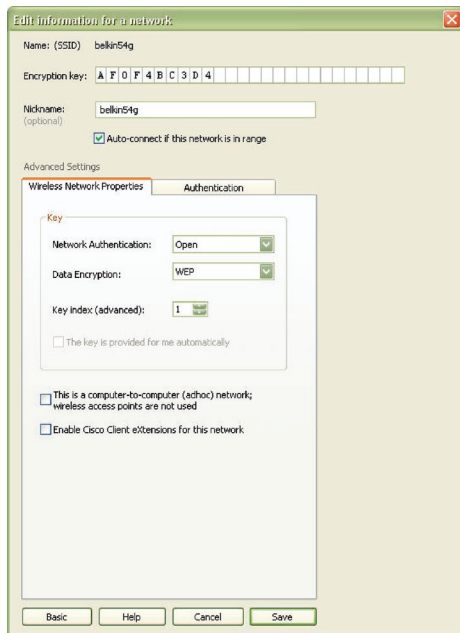 Edit information for a network
Name: (SSID) belkin54g
Encryption key: A F 0 F 4 B C 3 D 4
Nickname: belkin54g
(optional)
Auto-connect if this network is in range
Advanced Settings
Wireless Network Properties Authentication
Key
Network Authentication: Open
Data Encryption: WEP
Key index (advanced): 1
The key is provided for me automatically
This is a computer-to-computer (adhoc) network;
wireless access points are not used
Enable Cisco Client eXtensions for this network
Basic Help Cancel Save